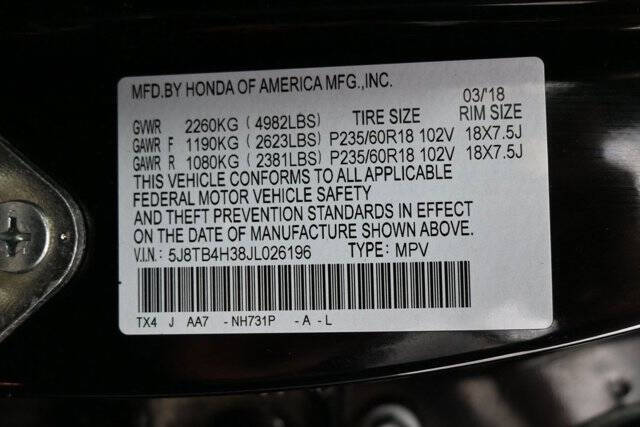 MFD.BY HONDA OF AMERICA MFG.,INC.
03/'18
GVWR 2260KG ( 4982LBS) TIRE SIZE RIM SIZE
GAWR F 1190KG ( 2623LBS) P235/60R18 102V 18X7.5J
GAWR R 1080KG ( 2381LBS) P235/60R18 102V 18X7.5J
THIS VEHICLE CONFORMS TO ALL APPLICABLE
FEDERAL MOTOR VEHICLE SAFETY
AND THEFT PREVENTION STANDARDS IN EFFECT
ON THE DATE OF MANUFACTURE SHOWN ABOVE.
V.I.N. : 5J8TB4H38JL026196 TYPE: MPV
TX4 J AA7 - NH731P - A - L